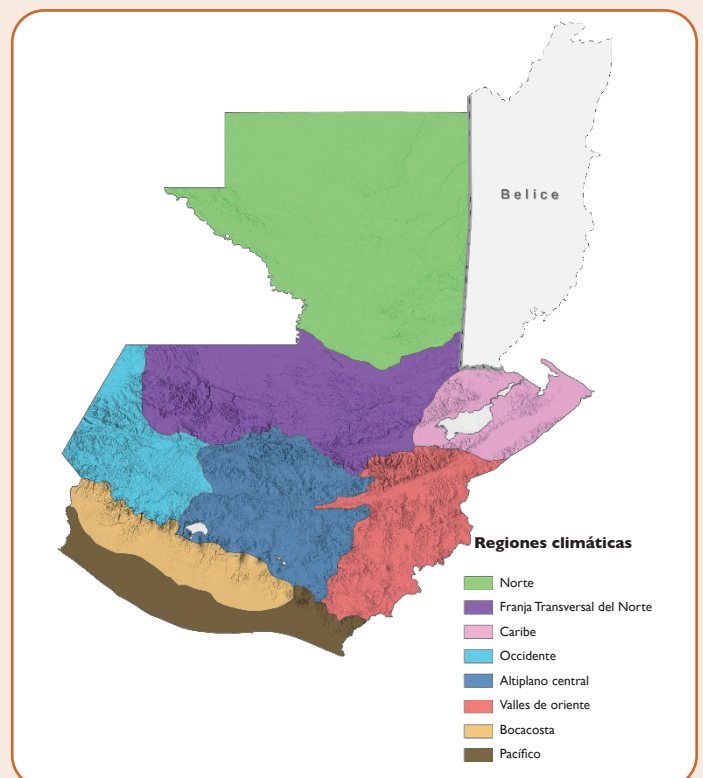 Belice
Regiones climáticas
Norte
Franja Transversal del Norte
Caribe
Occidente
Altiplano central
Valles de oriente
Bocacosta
Pacífico